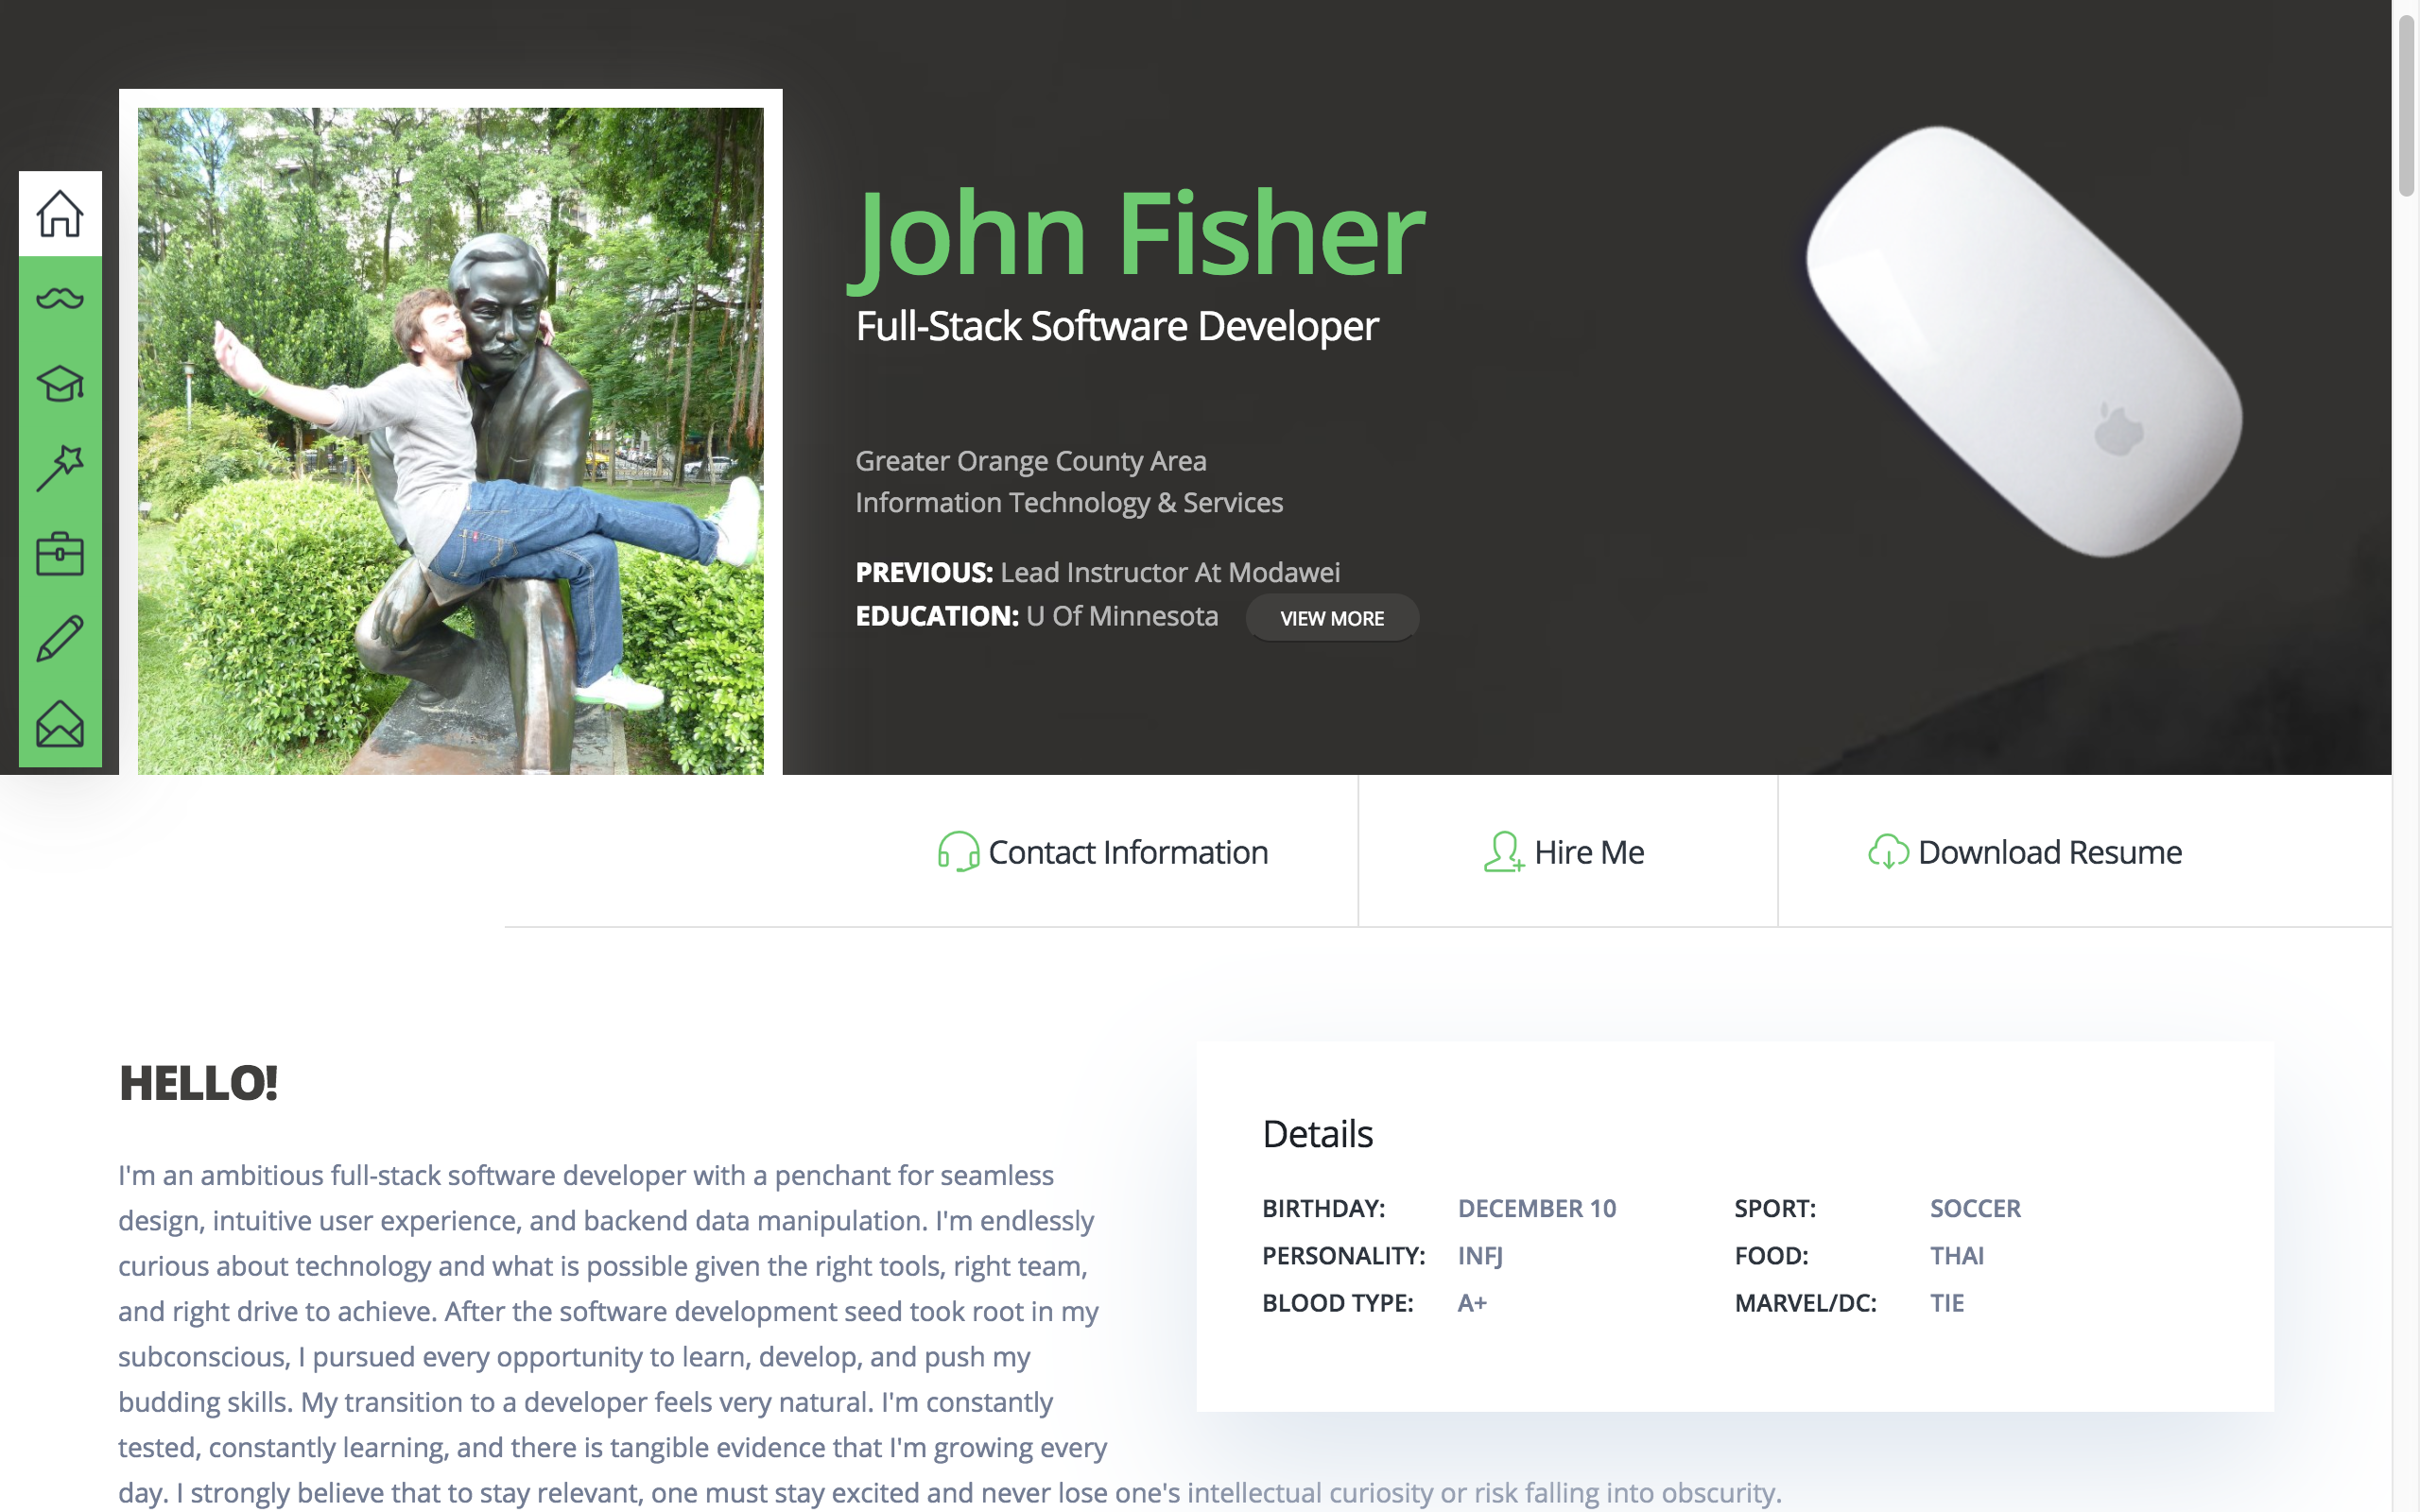 John Fisher
Full-Stack Software Developer
Greater Orange County Area
Information Technology & Services
PREVIOUS: Lead Instructor At Modawei
EDUCATION: U Of Minnesota VIEW MORE
Contact Information Hire Me Download Resume
HELLO!
I'm an ambitious full-stack software developer with a penchant for seamless
design, intuitive user experience, and backend data manipulation. I'm endlessly
curious about technology and what is possible given the right tools, right team,
and right drive to achieve. After the software development seed took root in my
subconscious, I pursued every opportunity to learn, develop, and push my
budding skills. My transition to a developer feels very natural. I'm constantly
tested, constantly learning, and there is tangible evidence that I'm growing every
day. I strongly believe that to stay relevant, one must stay excited and never lose one's intellectual curiosity or risk falling into obscurity.
Details
BIRTHDAY: DECEMBER 10 SPORT: SOCCER
PERSONALITY: INFJ FOOD: THAI
BLOOD TYPE: A+ MARVEL/DC: TIE